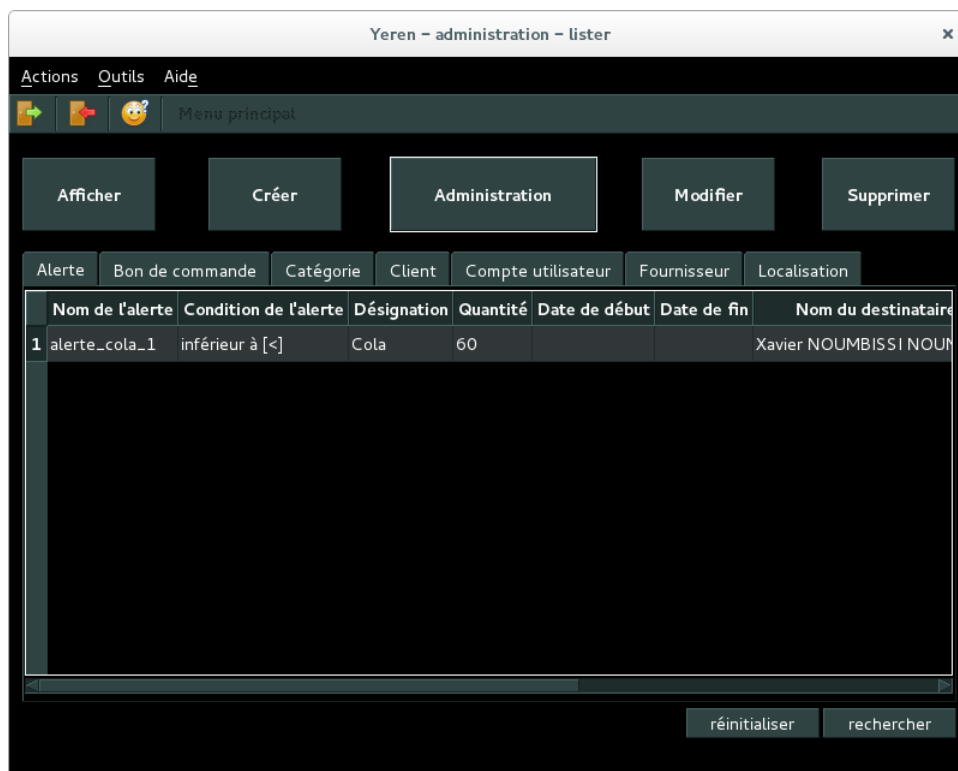 Yeren – administration – lister
Actions Outils Aide
Menu principal
Afficher Créer Administration Modifier Supprimer
Alerte Bon de commande Catégorie Client Compte utilisateur Fournisseur Localisation
Nom de l'alerte Condition de l'alerte Désignation Quantité Date de début Date de fin Nom du destinataire
1 alerte_cola_1 inférieur à [<] Cola 60 Xavier NOUMBISSI
réinitialiser rechercher